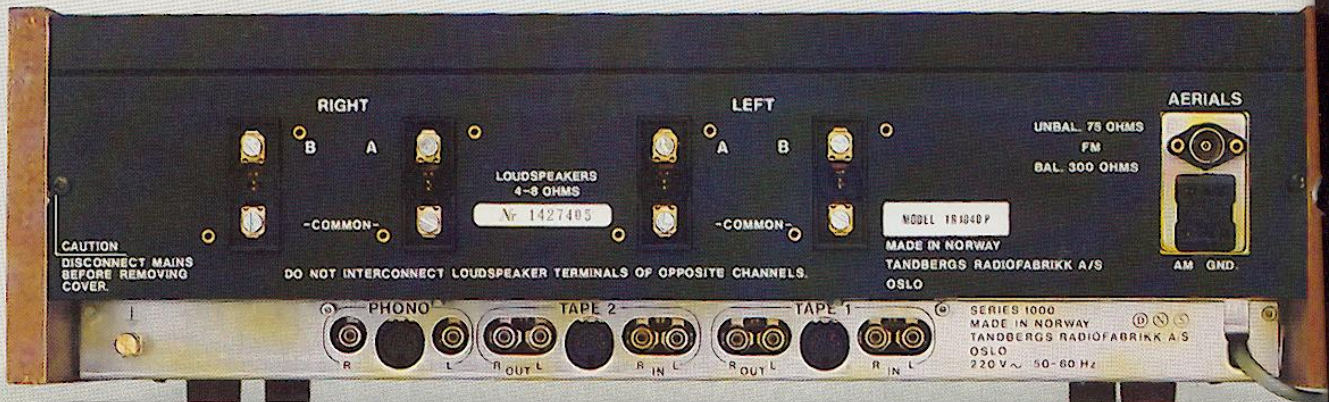 RIGHT
LEFT
AERIALS
B A
A B
UNBAL. 75 OHMS
FM
BAL. 300 OHMS
LOUDSPEAKERS
4-8 OHMS
Nr 1427405
-COMMON-
-COMMON-
MODEL TR1040P
MADE IN NORWAY
TANDBERGS RADIOFABRIKK A/S
OSLO
AM GND.
CAUTION
DISCONNECT MAINS
BEFORE REMOVING
COVER.
DO NOT INTERCONNECT LOUDSPEAKER TERMINALS OF OPPOSITE CHANNELS.
PHONO
TAPE 2
TAPE 1
R L
R OUT L
R IN L
R OUT L
R IN L
SERIES 1000
MADE IN NORWAY
D N S
TANDBERGS RADIOFABRIKK A/S
OSLO
220 V ~ 50-60 Hz